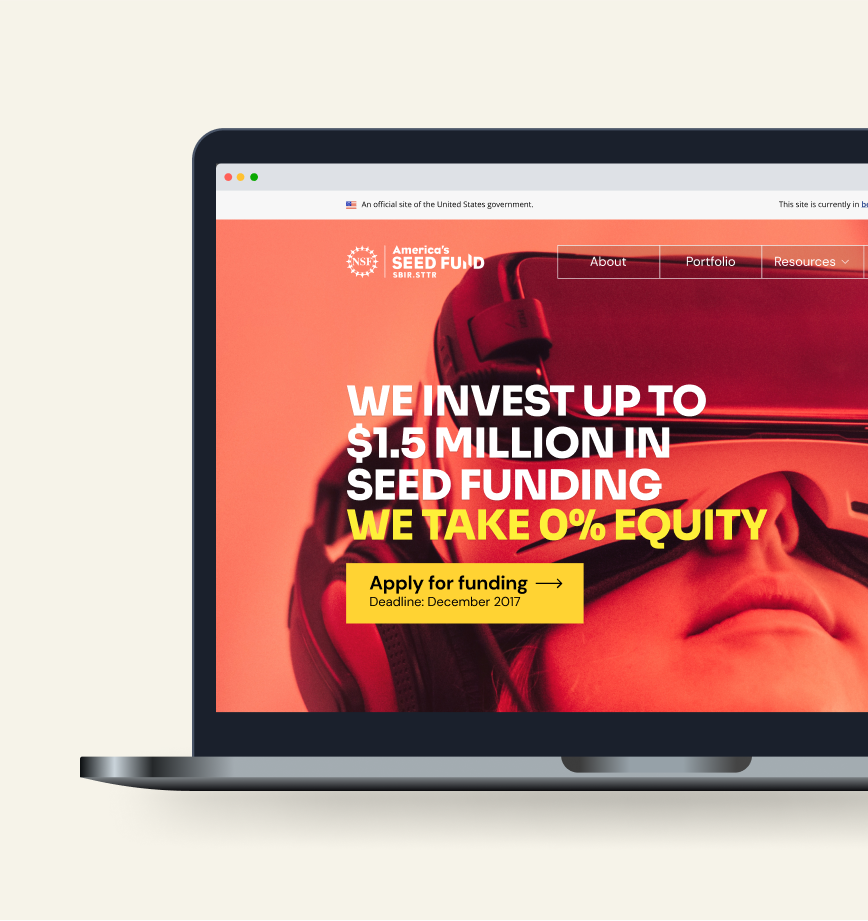 An official site of the United States government.
This site is currently in be
NSF
America's
SEED FUND
SBIR.STTR
About
Portfolio
Resources
WE INVEST UP TO
$1.5 MILLION IN
SEED FUNDING
WE TAKE 0% EQUITY
Apply for funding
Deadline: December 2017